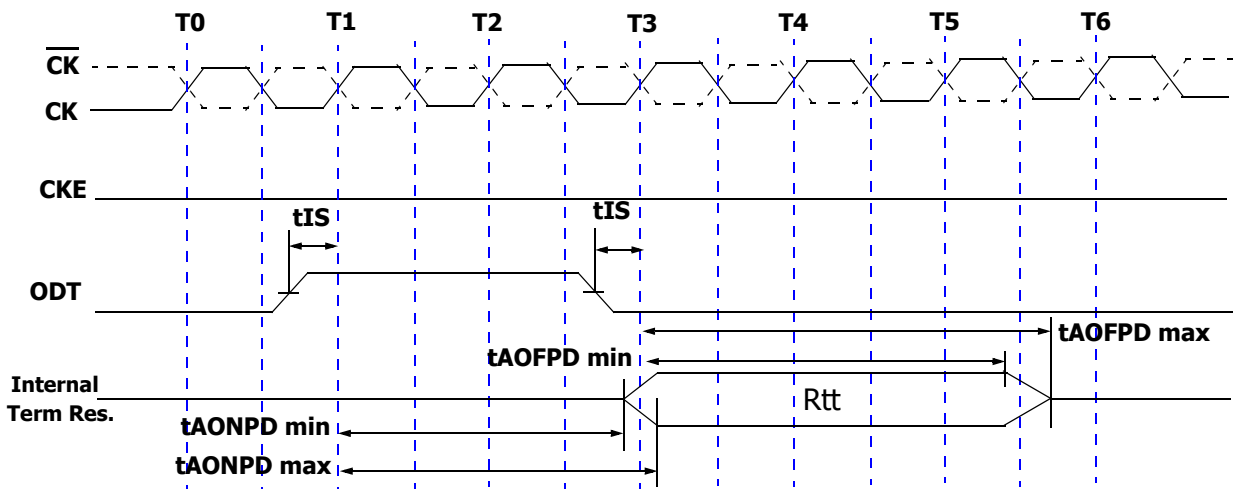 T0 T1 T2 T3 T4 T5 T6
CK
CK
CKE
tIS tIS
ODT
tAOFPD max
tAOFPD min
Internal
Term Res.
Rtt
tAONPD min
tAONPD max